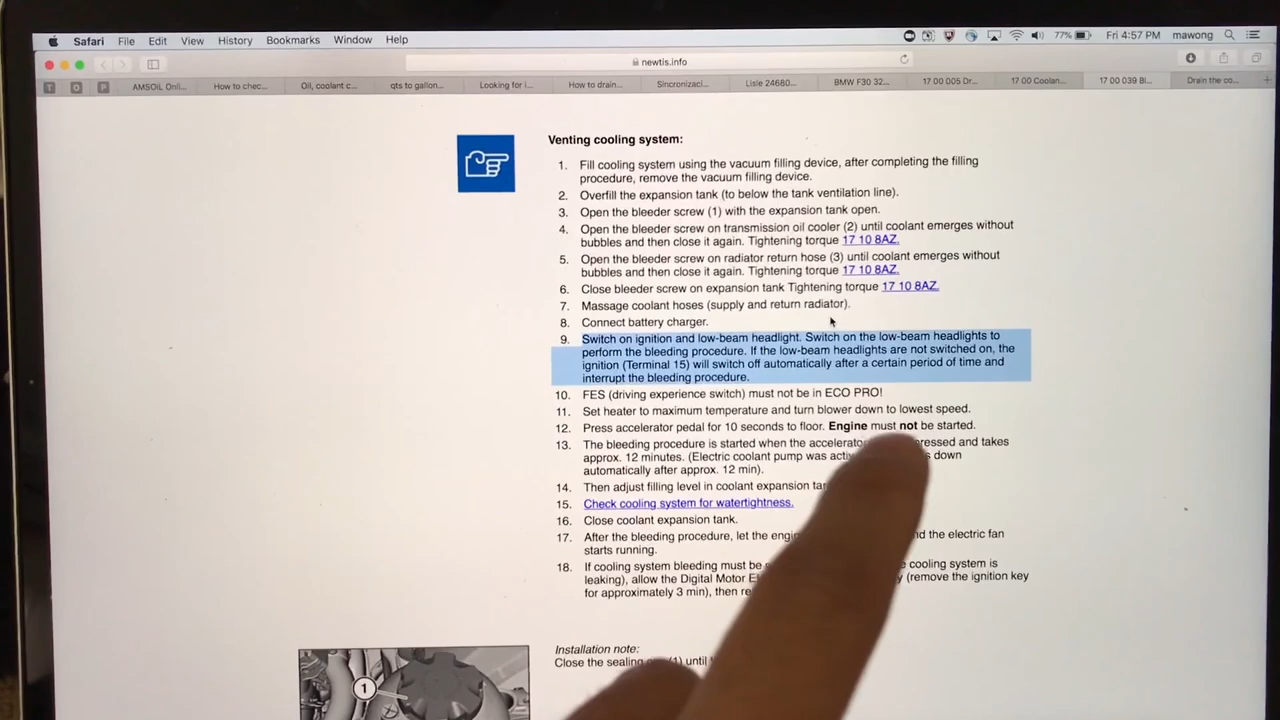 Safari File Edit View History Bookmarks Window Help 77% Fri 4:57 PM mawong
newtis.info
T O P AMSOIL Onli... How to chec... Oil, coolant c... qts to gallon... Looking for i... How to drain... Sincronizaci... Lisle 24680... BMW F30 32... 17 00 005 Dr... 17 00 Coolan... 17 00 039 Bl... Drain the co...
Venting cooling system:
1. Fill cooling system using the vacuum filling device, after completing the filling
procedure, remove the vacuum filling device.
2. Overfill the expansion tank (to below the tank ventilation line).
3. Open the bleeder screw (1) with the expansion tank open.
4. Open the bleeder screw on transmission oil cooler (2) until coolant emerges without
bubbles and then close it again. Tightening torque 17 10 8AZ.
5. Open the bleeder screw on radiator return hose (3) until coolant emerges without
bubbles and then close it again. Tightening torque 17 10 8AZ.
6. Close bleeder screw on expansion tank Tightening torque 17 10 8AZ.
7. Massage coolant hoses (supply and return radiator).
8. Connect battery charger.
9. Switch on ignition and low-beam headlight. Switch on the low-beam headlights to
perform the bleeding procedure. If the low-beam headlights are not switched on, the
ignition (Terminal 15) will switch off automatically after a certain period of time and
interrupt the bleeding procedure.
10. FES (driving experience switch) must not be in ECO PRO!
11. Set heater to maximum temperature and turn blower down to lowest speed.
12. Press accelerator pedal for 10 seconds to floor. Engine must not be started.
13. The bleeding procedure is started when the accelerato ressed and takes
approx. 12 minutes. (Electric coolant pump was acti down
automatically after approx. 12 min).
14. Then adjust filling level in coolant expansion ta
15. Check cooling system for watertightness.
16. Close coolant expansion tank.
17. After the bleeding procedure, let the engi nd the electric fan
starts running.
18. If cooling system bleeding must be cooling system is
leaking), allow the Digital Motor El (remove the ignition key
for approximately 3 min), then re
Installation note:
Close the sealing (1) until
1